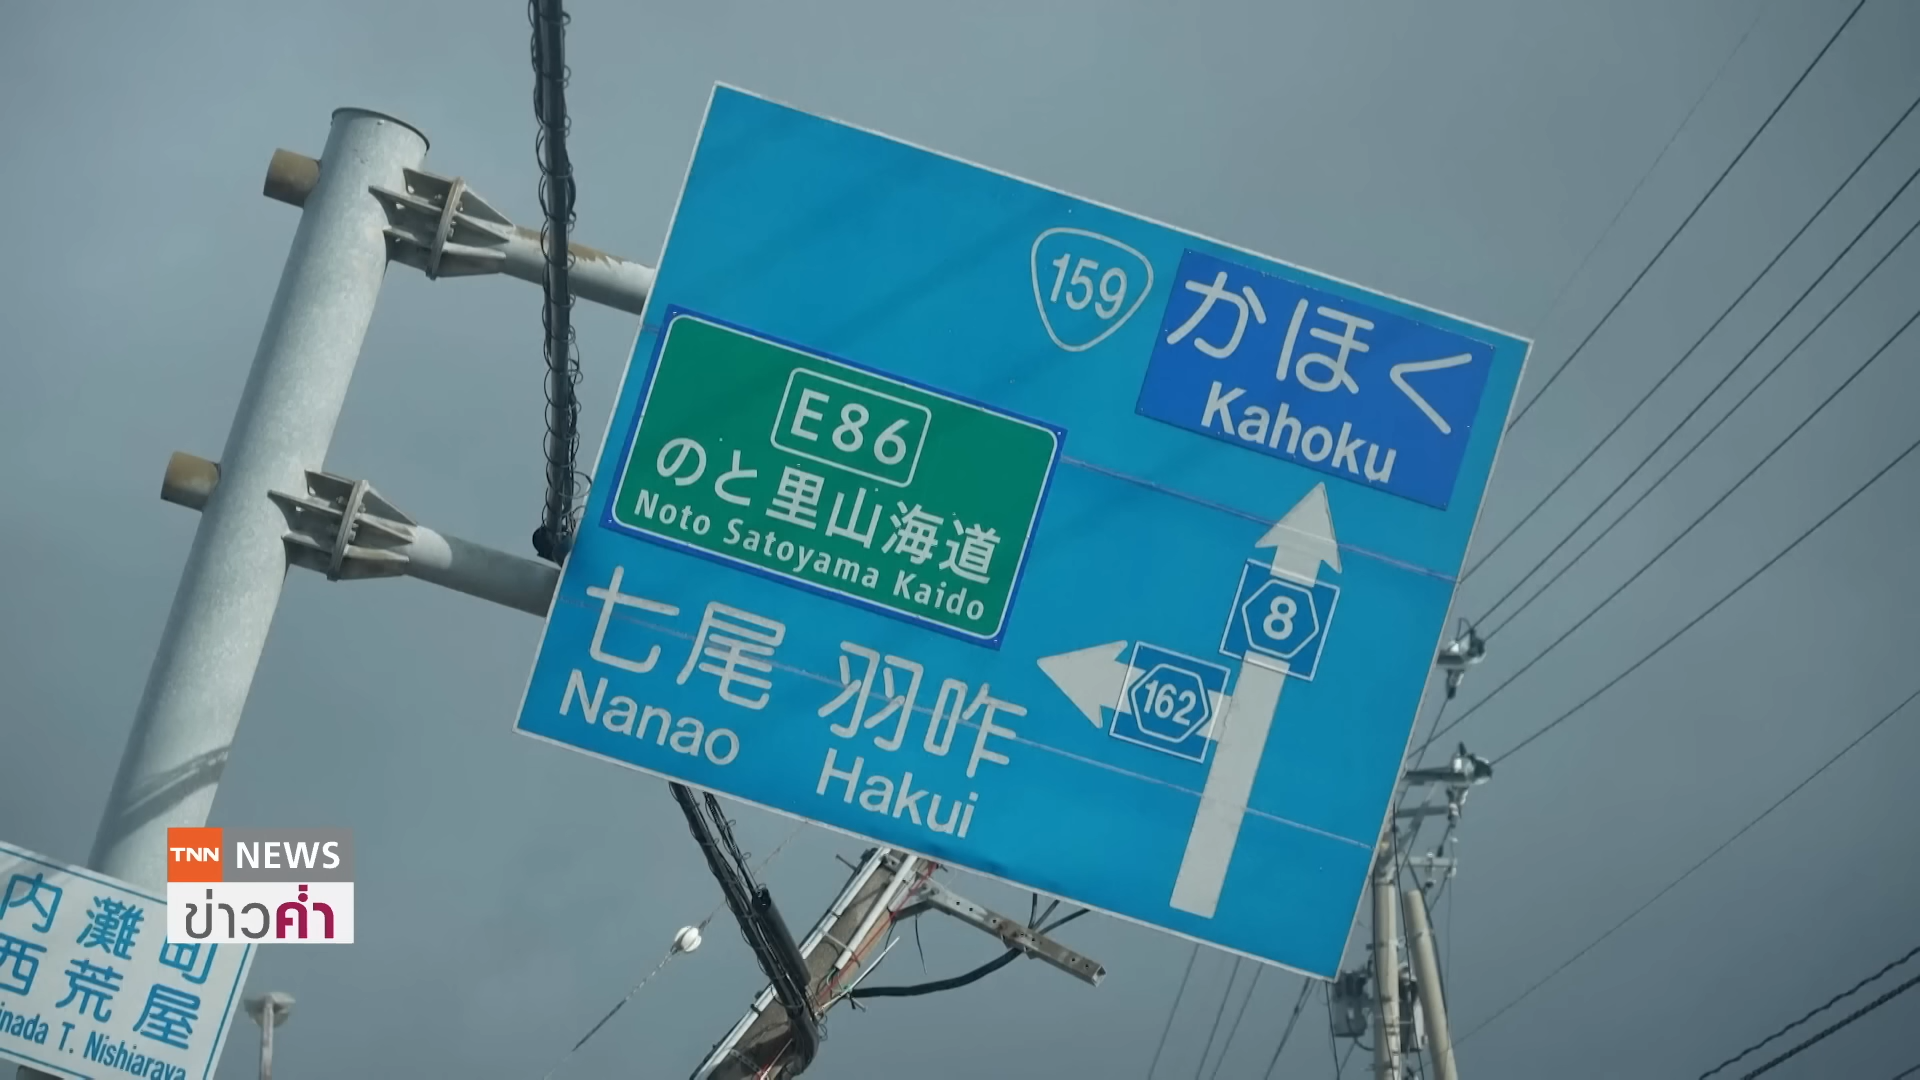 159
かほく
Kahoku
E86
のと里山海道
Noto Satoyama Kaido
8
162
七尾 羽咋
Nanao Hakui
TNN NEWS
ข่าวค่ำ
内灘町
西荒屋
inada T. Nishiaraya